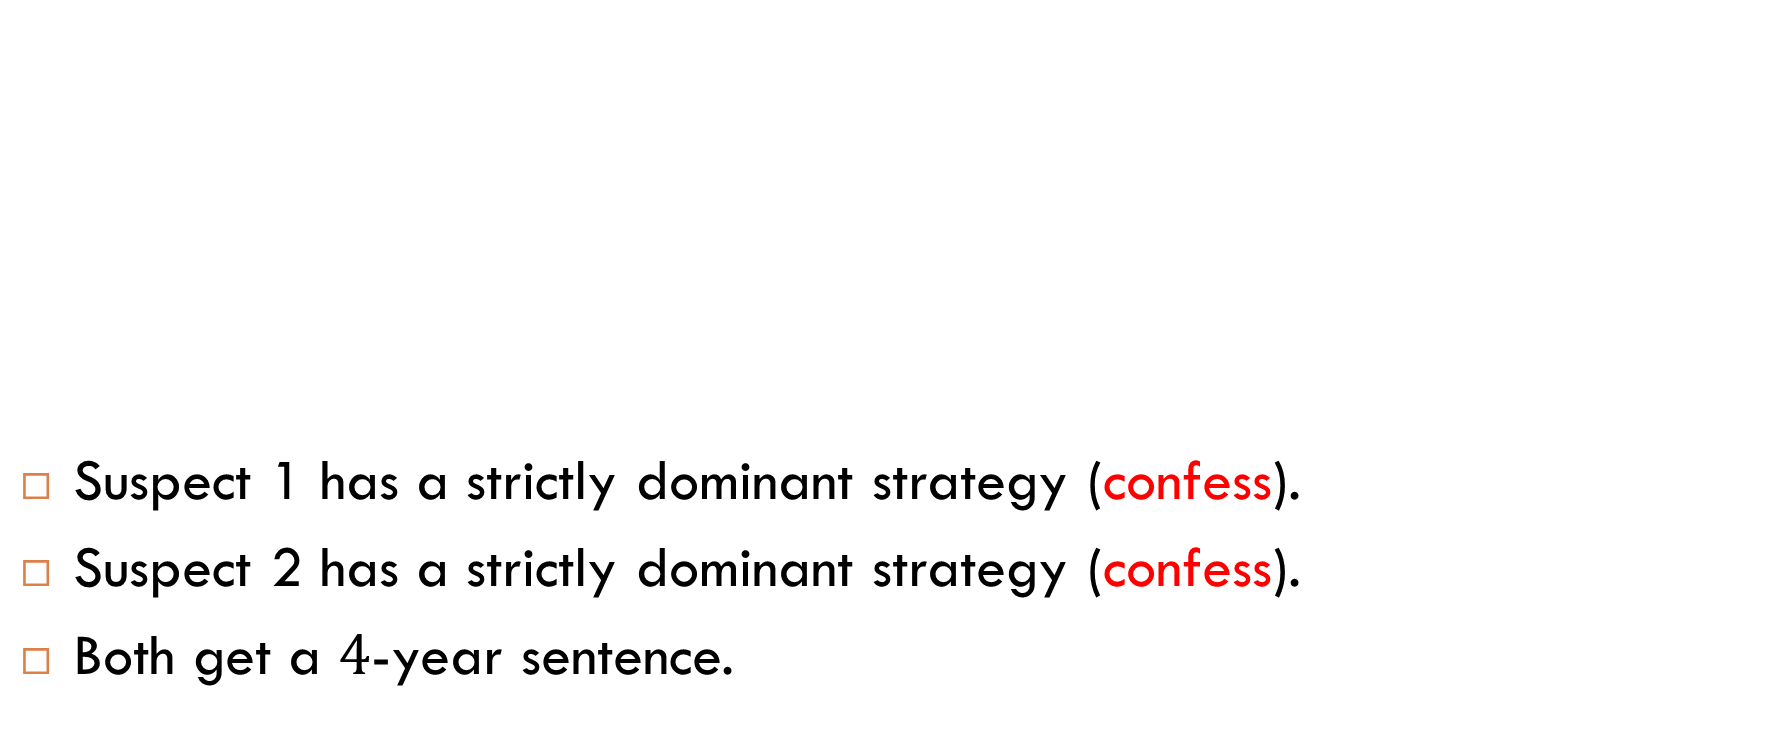 Suspect 1 has a strictly dominant strategy (confess).
Suspect 2 has a strictly dominant strategy (confess).
Both get a 4-year sentence.